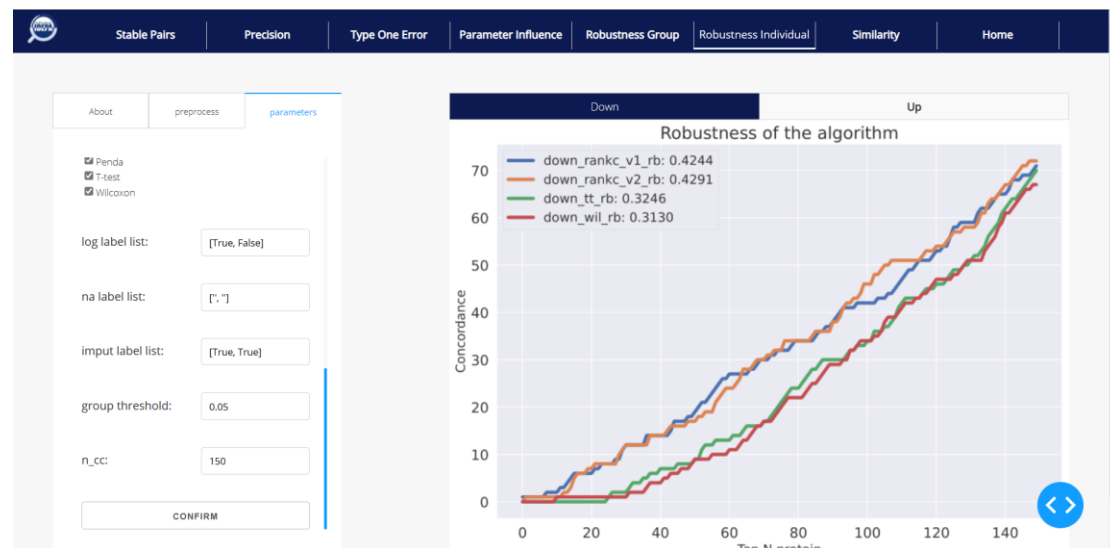 Stable Pairs Precision Type One Error Parameter Influence Robustness Group Robustness Individual Similarity Home
About preprocess parameters
Penda
T-test
Wilcoxon
log label list: [True, False]
na label list: ['', '']
imput label list: [True, True]
group threshold: 0.05
n_cc: 150
CONFIRM
Down Up
Robustness of the algorithm
down_rankc_v1_rb: 0.4244
down_rankc_v2_rb: 0.4291
down_tt_rb: 0.3246
down_wil_rb: 0.3130
Concordance
70
60
50
40
30
20
10
0
0 20 40 60 80 100 120 140
Top N protein
< >